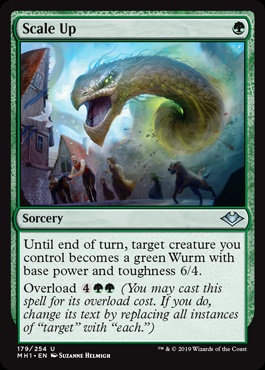 Scale Up
Sorcery
Until end of turn, target creature you
control becomes a green Wurm with
base power and toughness 6/4.
Overload 4 (You may cast
this spell for its overload cost. If you do,
change its text by replacing all instances
of “target” with “each.”)
179/254 U
MH1 • EN SUZANNE HELMIGH
™ & © 2019 Wizards of the Coast